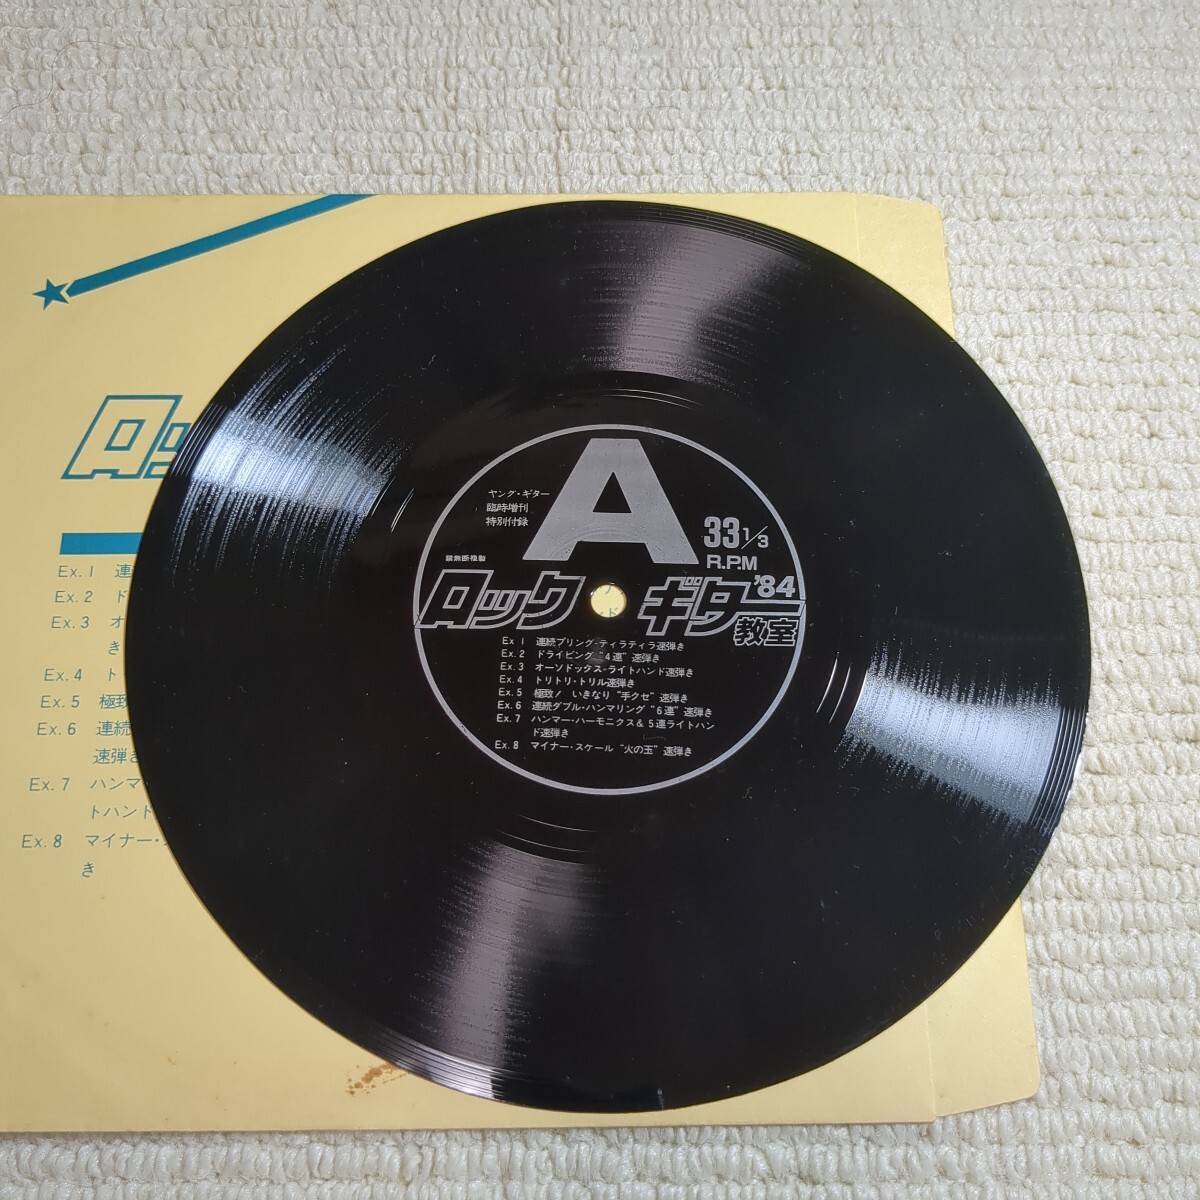 ヤング・ギター
臨時増刊
特別付録
A
33 1/3
R.P.M
禁無断複製
ロックギター'84
教室
Ex. 1 連続プリング・ティラティラ速弾き
Ex. 2 ドライビング "4連" 速弾き
Ex. 3 オーソドックス・ライトハンド速弾き
Ex. 4 トリトリ・トリル速弾き
Ex. 5 極致! いきなり "手クセ" 速弾き
Ex. 6 連続ダブル・ハンマリング "6連" 速弾き
Ex. 7 ハンマー・ハーモニクス&5連ライトハン
ド速弾き
Ex. 8 マイナー・スケール "火の玉" 速弾き
ロッ
Ex. 1 連
Ex. 2 ド
Ex. 3 オ
き
Ex. 4 ト
Ex. 5 極致
Ex. 6 連続
速弾き
Ex. 7 ハンマ
トハンド
Ex. 8 マイナー・
き